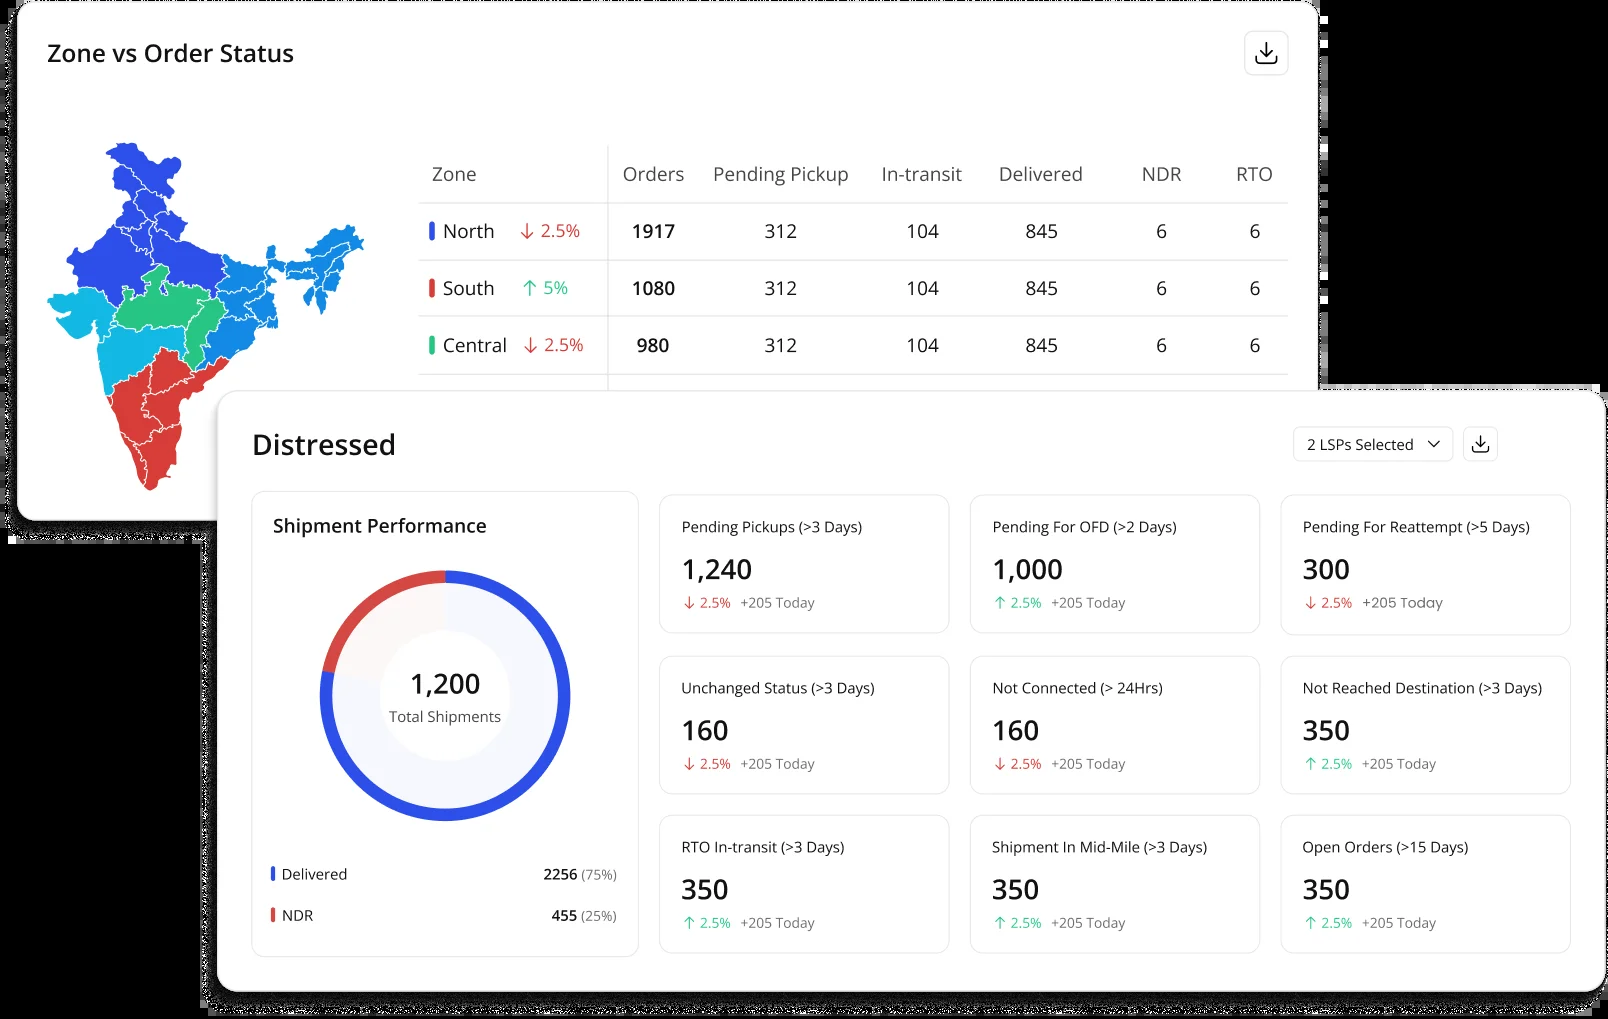 Zone vs Order Status
Zone Orders Pending Pickup In-transit Delivered NDR RTO
North ↓ 2.5% 1917 312 104 845 6 6
South ↑ 5% 1080 312 104 845 6 6
Central ↓ 2.5% 980 312 104 845 6 6
Distressed
2 LSPs Selected
Shipment Performance
1,200
Total Shipments
Delivered 2256 (75%)
NDR 455 (25%)
Pending Pickups (>3 Days)
1,240
↓ 2.5% +205 Today
Pending For OFD (>2 Days)
1,000
↑ 2.5% +205 Today
Pending For Reattempt (>5 Days)
300
↓ 2.5% +205 Today
Unchanged Status (>3 Days)
160
↓ 2.5% +205 Today
Not Connected (> 24Hrs)
160
↓ 2.5% +205 Today
Not Reached Destination (>3 Days)
350
↑ 2.5% +205 Today
RTO In-transit (>3 Days)
350
↑ 2.5% +205 Today
Shipment In Mid-Mile (>3 Days)
350
↑ 2.5% +205 Today
Open Orders (>15 Days)
350
↑ 2.5% +205 Today